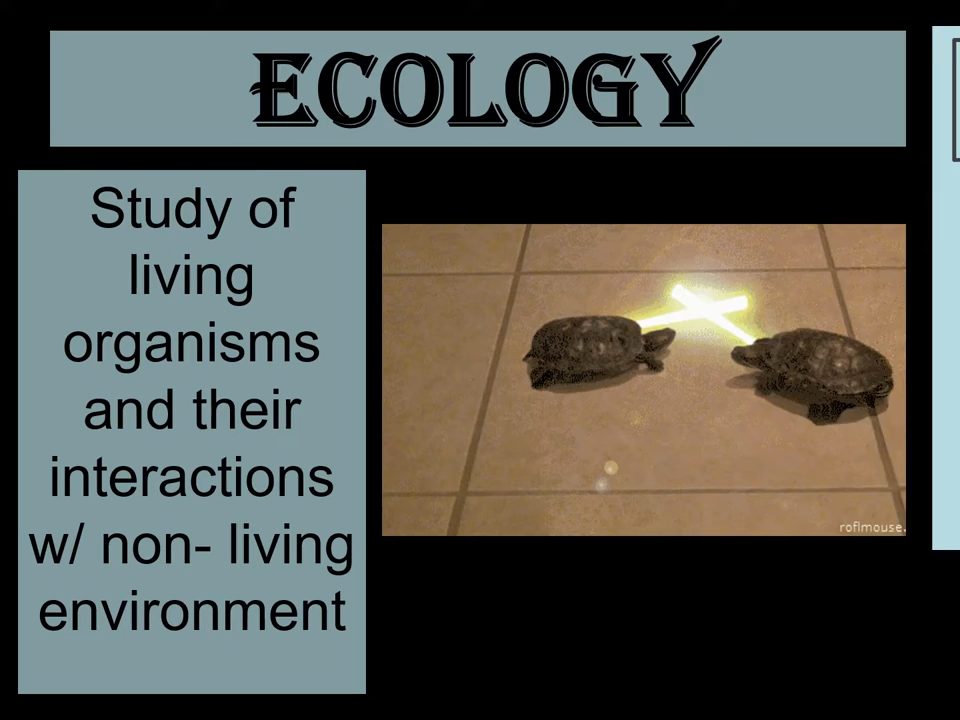 ECOLOGY
Study of
living
organisms
and their
interactions
w/ non- living
environment
roflmouse.